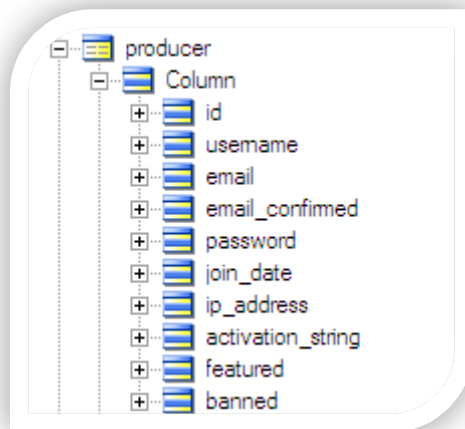 producer
Column
id
username
email
email_confirmed
password
join_date
ip_address
activation_string
featured
banned